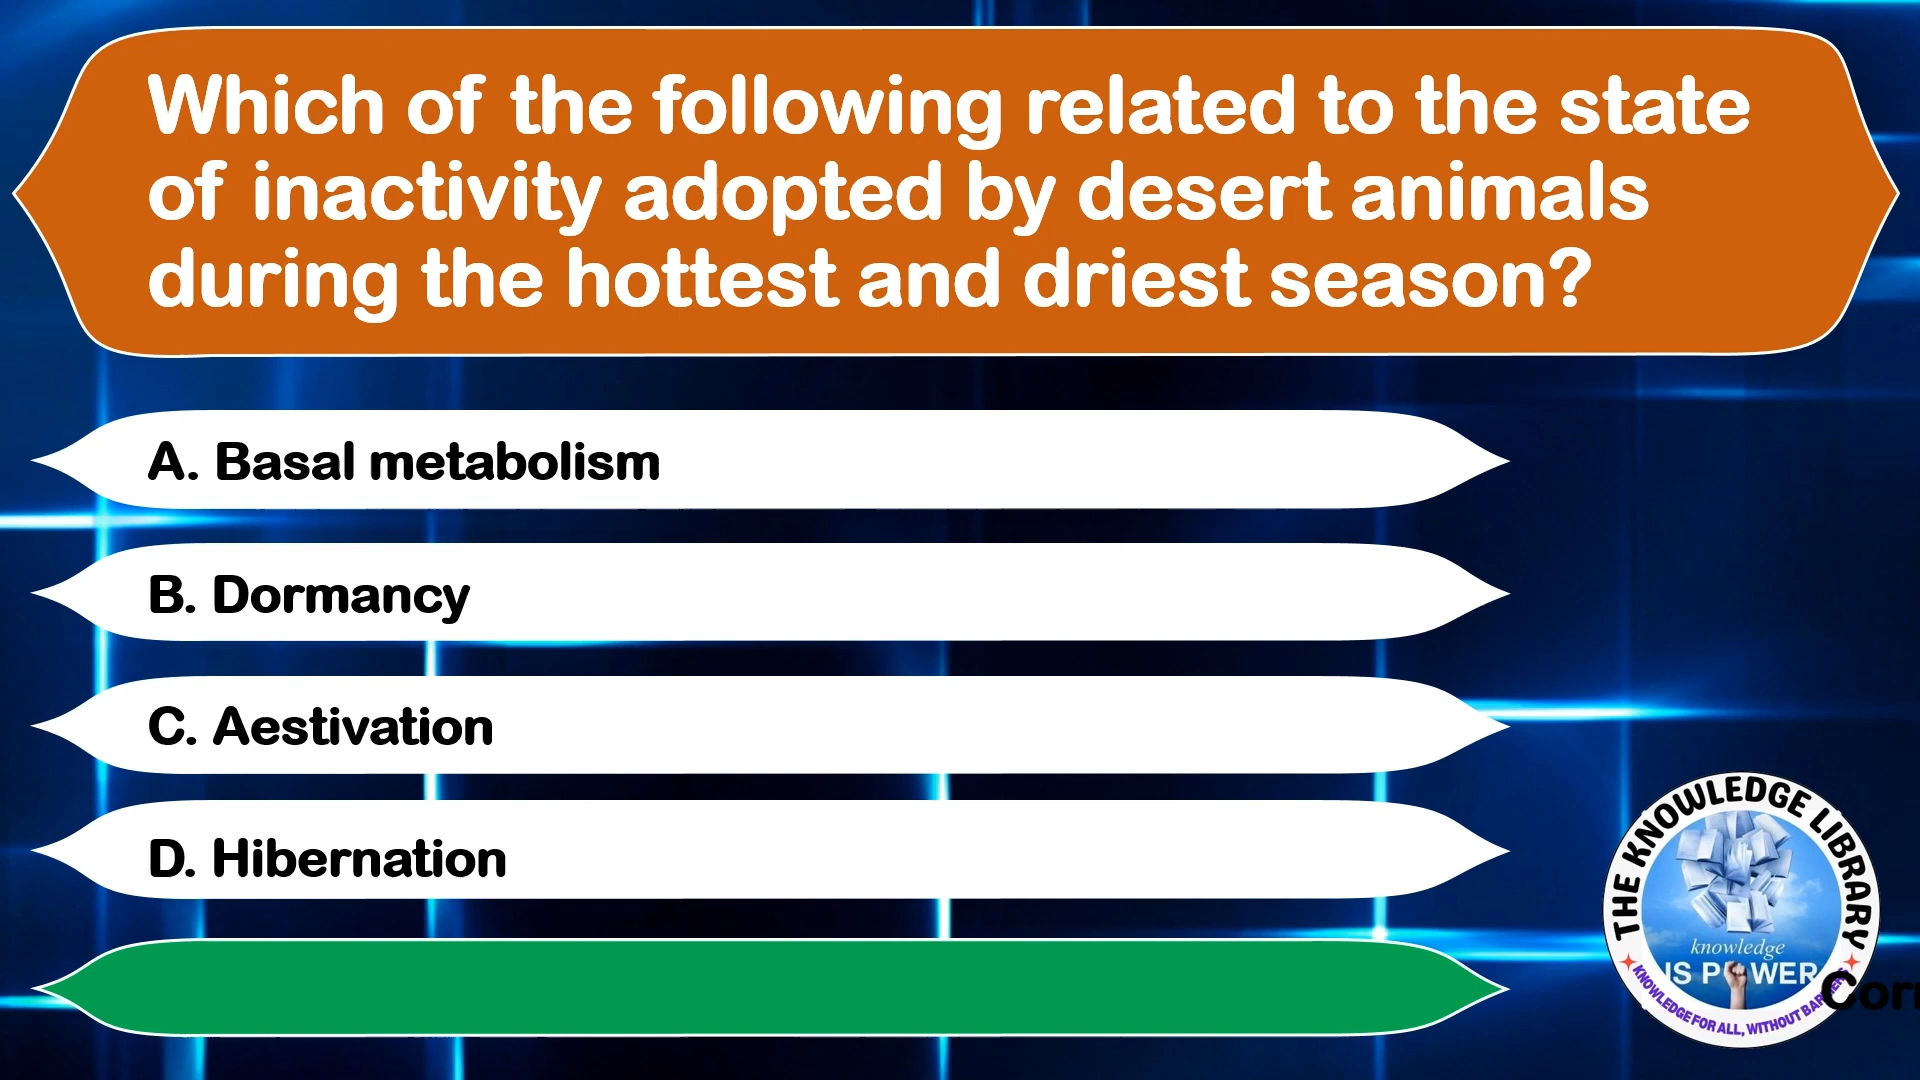 Which of the following related to the state
of inactivity adopted by desert animals
during the hottest and driest season?
A. Basal metabolism
B. Dormancy
C. Aestivation
D. Hibernation
THE KNOWLEDGE LIBRARY
knowledge
IS POWER
KNOWLEDGE FOR ALL, WITHOUT